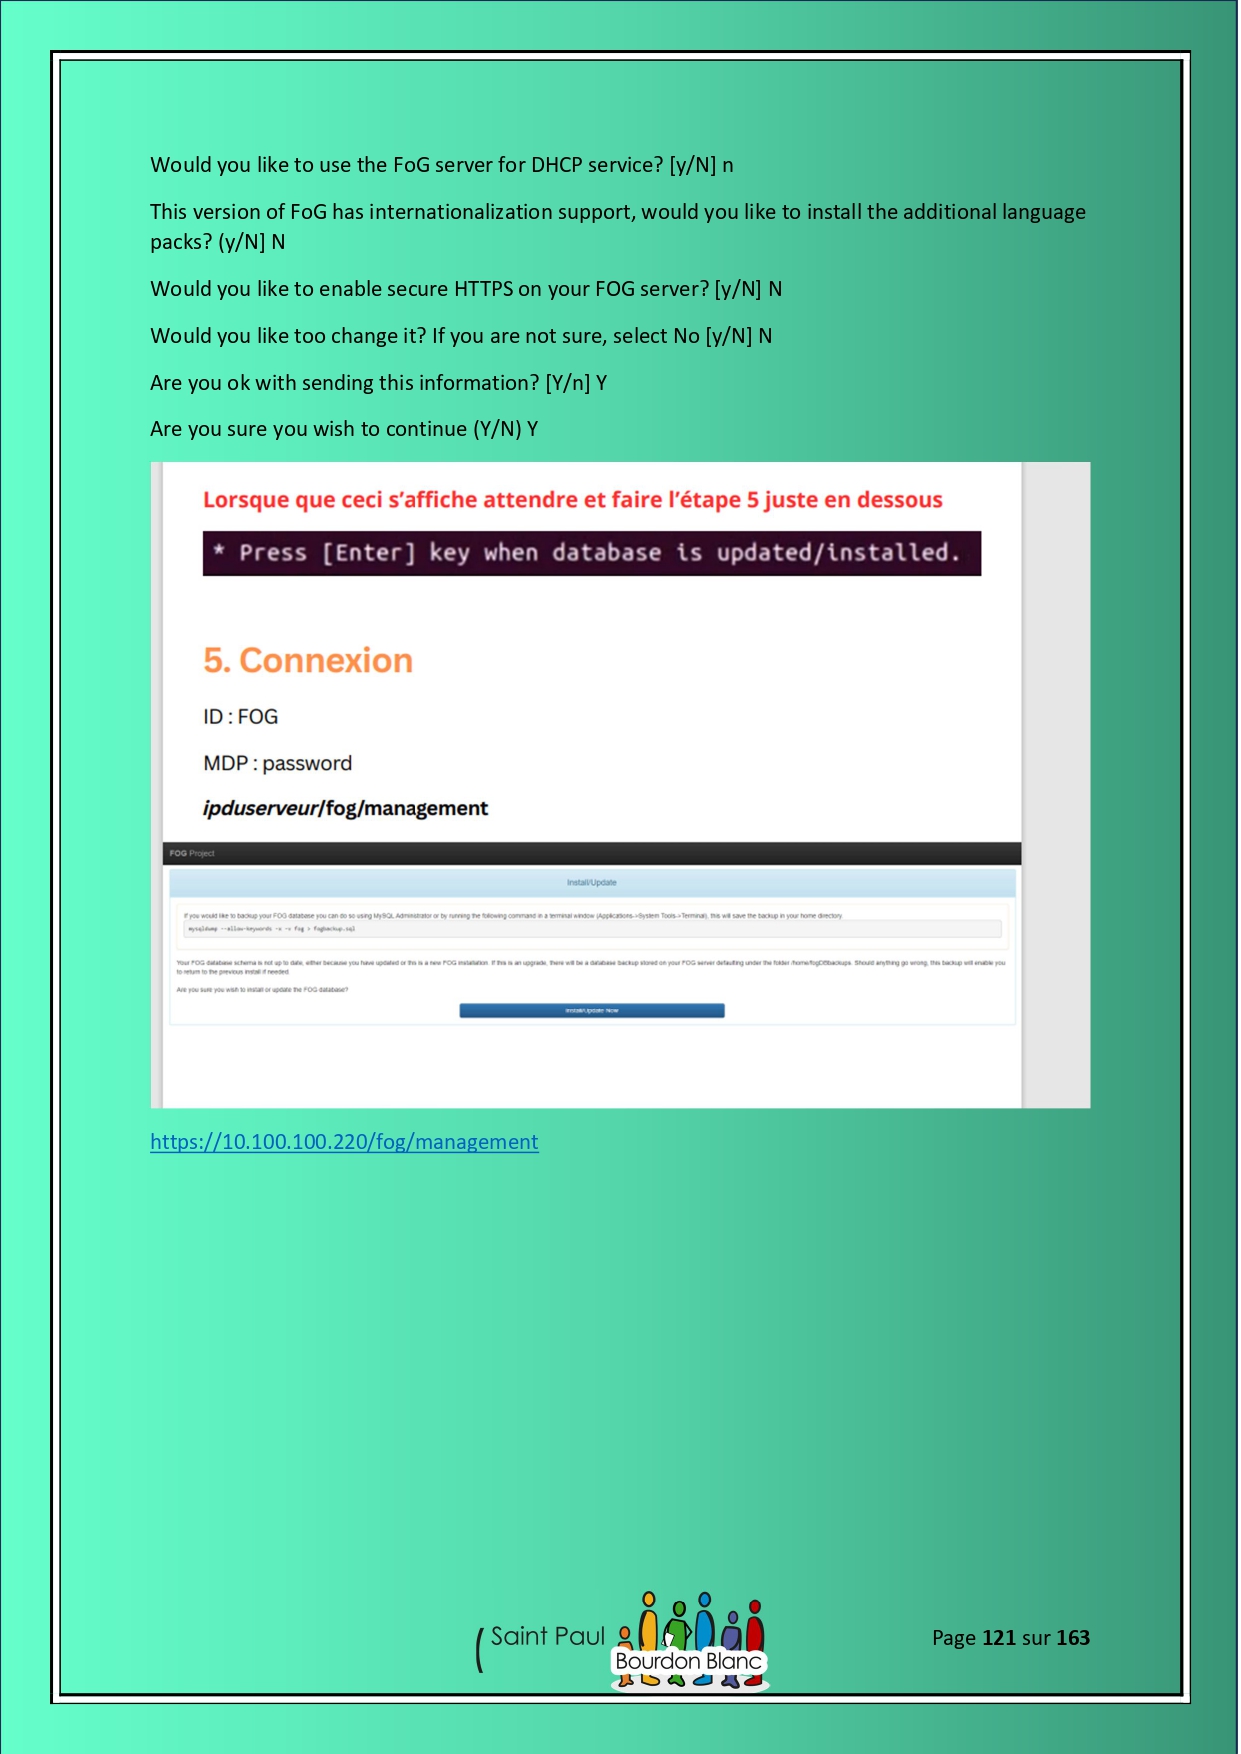 Would you like to use the FoG server for DHCP service? [y/N] n
This version of FoG has internationalization support, would you like to install the additional language
packs? (y/N] N
Would you like to enable secure HTTPS on your FOG server? [y/N] N
Would you like too change it? If you are not sure, select No [y/N] N
Are you ok with sending this information? [Y/n] Y
Are you sure you wish to continue (Y/N) Y
Lorsque que ceci s’affiche attendre et faire l’étape 5 juste en dessous
* Press [Enter] key when database is updated/installed.
5. Connexion
ID : FOG
MDP : password
ipduserveur/fog/management
FOG Project
Install/Update
If you would like to backup your FOG database you can do so using MySQL Administrator or by running the following command in a terminal window (Applications->System Tools->Terminal), this will save the backup in your home directory
mysqldump --allow-keywords -x -v fog > fogbackup.sql
Your FOG database schema is not up to date, either because you have updated or this is a new FOG installation. If this is an upgrade, there will be a database backup stored on your FOG server defaulting under the folder /home/fogDBbackups. Should anything go wrong, this backup will enable you
to return to the previous install if needed.
Are you sure you wish to install or update the FOG database?
Install/Update Now
https://10.100.100.220/fog/management
Saint Paul
Bourdon Blanc
Page 121 sur 163